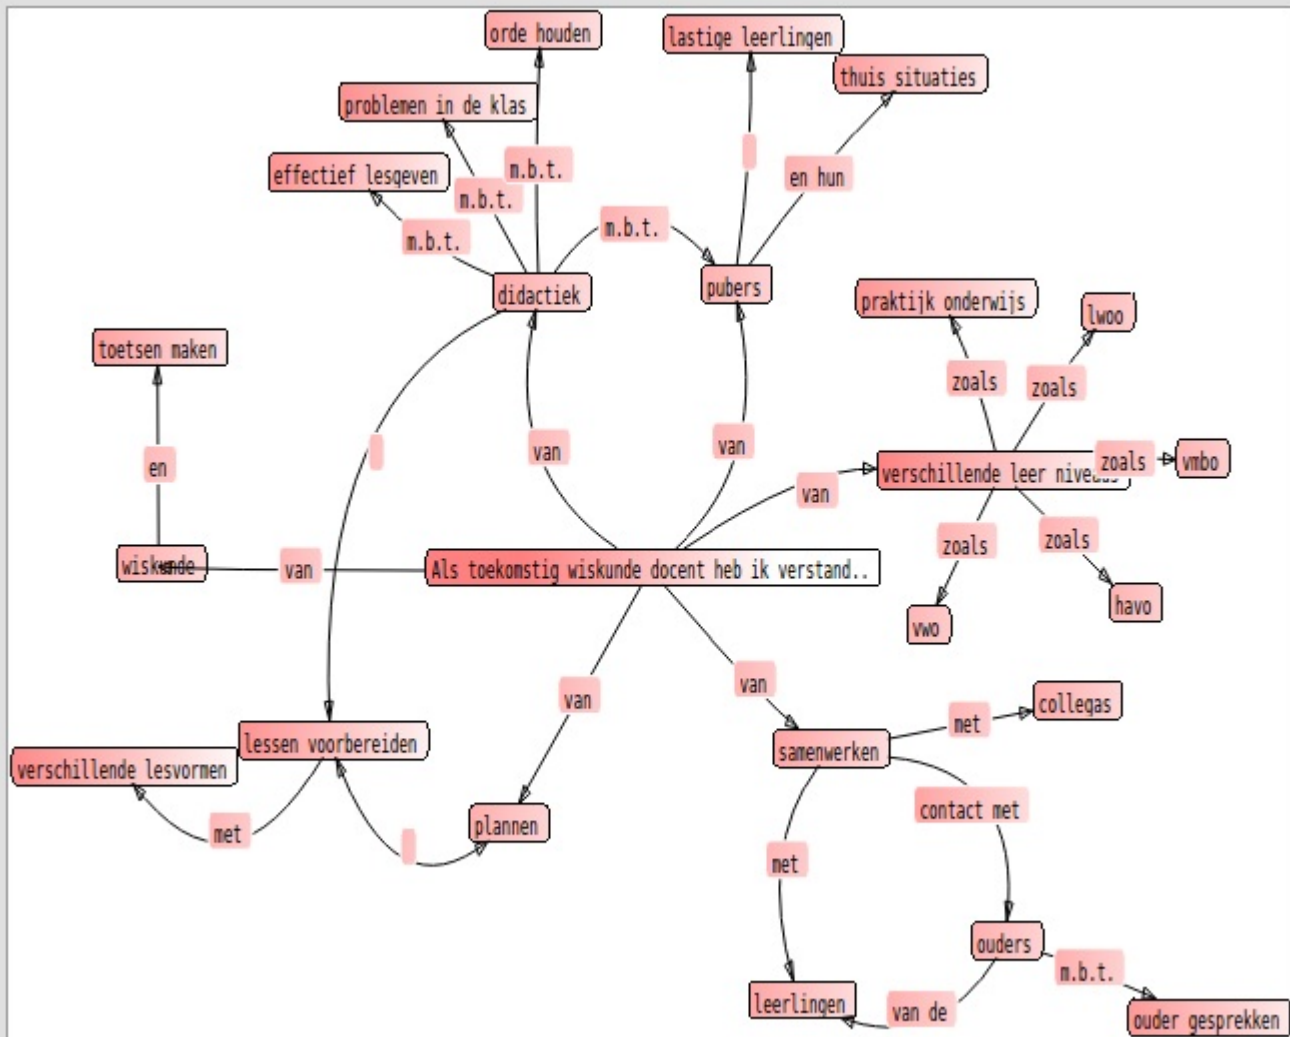 orde houden
lastige leerlingen
thuis situaties
problemen in de klas
effectief lesgeven
m.b.t.
m.b.t.
m.b.t.
en hun
m.b.t.
didactiek
pubers
praktijk onderwijs
lwoo
toetsen maken
zoals
zoals
van
van
en
verschillende leer niveaus
zoals
vmbo
van
zoals
zoals
wiskunde
van
Als toekomstig wiskunde docent heb ik verstand..
havo
vwo
van
van
collegas
met
lessen voorbereiden
samenwerken
verschillende lesvormen
contact met
plannen
met
met
ouders
m.b.t.
leerlingen
van de
ouder gesprekken